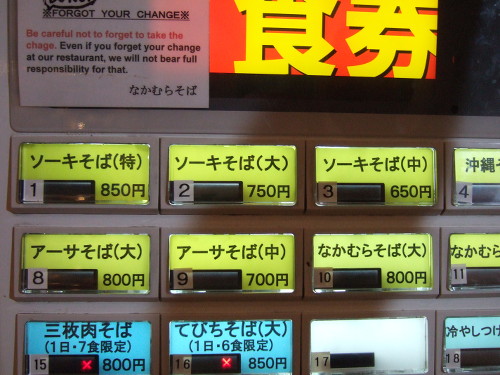 ※FORGOT YOUR CHANGE※
Be careful not to forget to take the
chage. Even if you forget your change
at our restaurant, we will not bear full
responsibility for that.
なかむらそば
食券
ソーキそば(特)
1 850円
ソーキそば(大)
2 750円
ソーキそば(中)
3 650円
沖縄
4
アーサそば(大)
8 800円
アーサそば(中)
9 700円
なかむらそば(大)
10 800円
なかむら
11
三枚肉そば
(1日・7食限定)
15 × 800円
てびちそば(大)
(1日・6食限定)
16 × 850円
17
冷やしつけ
18